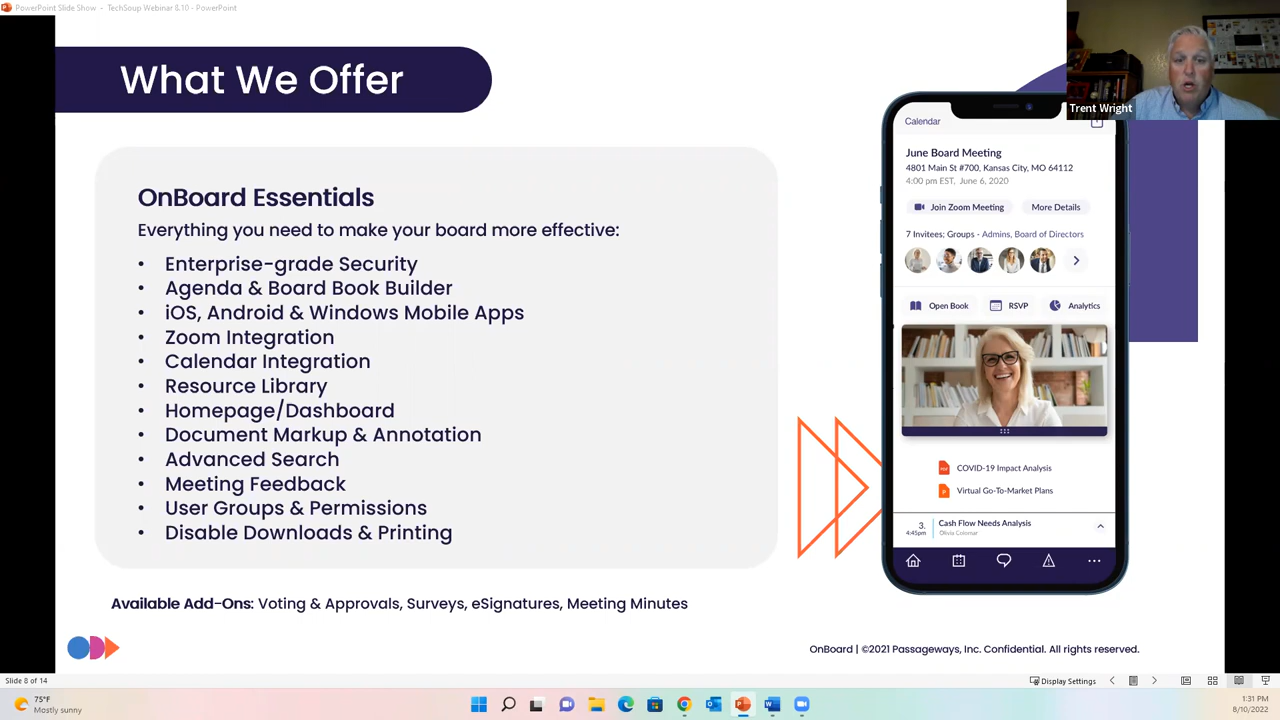 PowerPoint Slide Show - TechSoup Webinar 8.10 - PowerPoint
What We Offer
Trent Wright
OnBoard Essentials
Everything you need to make your board more effective:
• Enterprise-grade Security
• Agenda & Board Book Builder
• iOS, Android & Windows Mobile Apps
• Zoom Integration
• Calendar Integration
• Resource Library
• Homepage/Dashboard
• Document Markup & Annotation
• Advanced Search
• Meeting Feedback
• User Groups & Permissions
• Disable Downloads & Printing
Available Add-Ons: Voting & Approvals, Surveys, eSignatures, Meeting Minutes
Calendar
June Board Meeting
4801 Main St #700, Kansas City, MO 64112
4:00 pm EST, June 6, 2020
Join Zoom Meeting More Details
7 Invitees; Groups - Admins, Board of Directors
Open Book RSVP Analytics
PDF COVID-19 Impact Analysis
P Virtual Go-To-Market Plans
3. Cash Flow Needs Analysis
4:45pm Olivia Colomar
OnBoard | ©2021 Passageways, Inc. Confidential. All rights reserved.
Slide 8 of 14
Display Settings
75°F
Mostly sunny
1:31 PM
8/10/2022